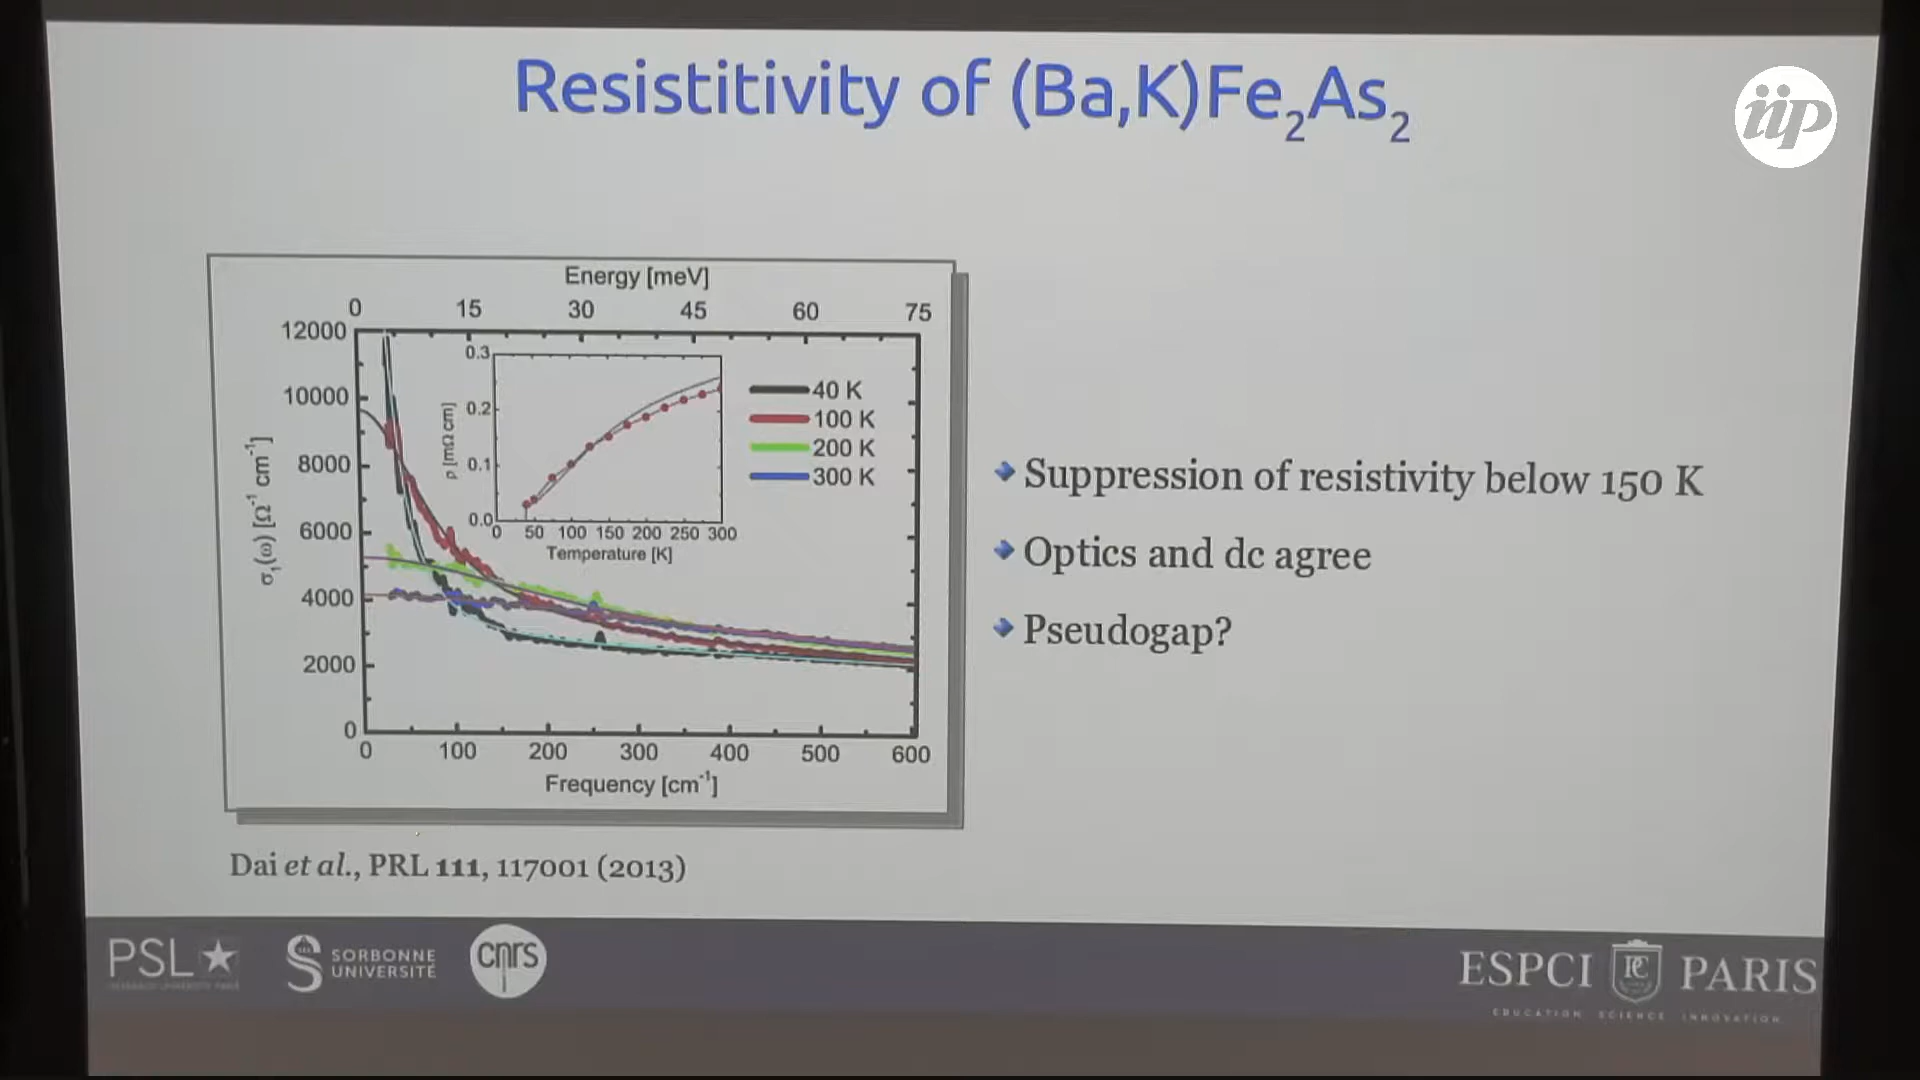 Resistitivity of (Ba,K)Fe₂As₂
iip
Energy [meV]
0 15 30 45 60 75
12000
10000
8000
6000
4000
2000
0
σ₁(ω) [Ω⁻¹ cm⁻¹]
0.3
0.2
0.1
0.0
ρ [mΩ cm]
0 50 100 150 200 250 300
Temperature [K]
40 K
100 K
200 K
300 K
0 100 200 300 400 500 600
Frequency [cm⁻¹]
Suppression of resistivity below 150 K
Optics and dc agree
Pseudogap?
Dai et al., PRL 111, 117001 (2013)
PSL
SORBONNE
UNIVERSITÉ
cnrs
ESPCI PC PARIS
EDUCATION SCIENCE INNOVATION